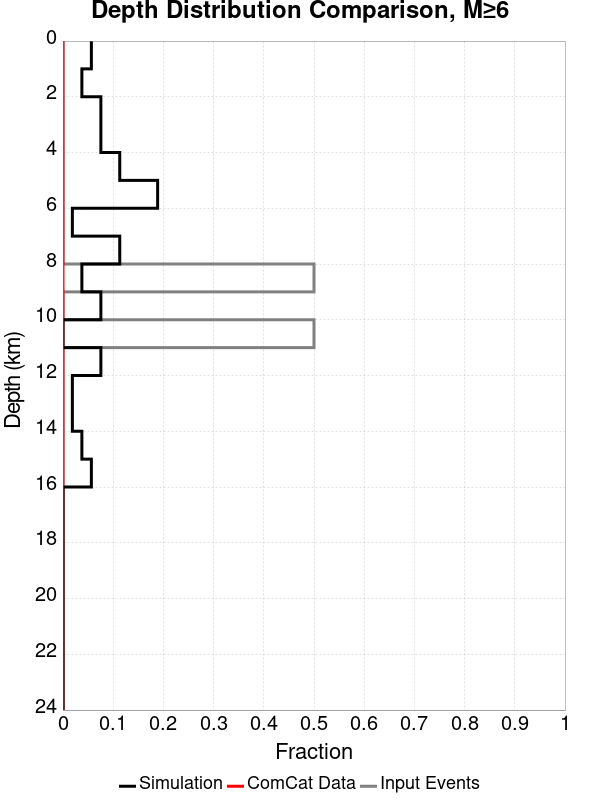 Depth Distribution Comparison, M≥6
0
2
4
6
8
10
12
14
16
18
20
22
24
Depth (km)
0 0.1 0.2 0.3 0.4 0.5 0.6 0.7 0.8 0.9 1
Fraction
Simulation ComCat Data Input Events